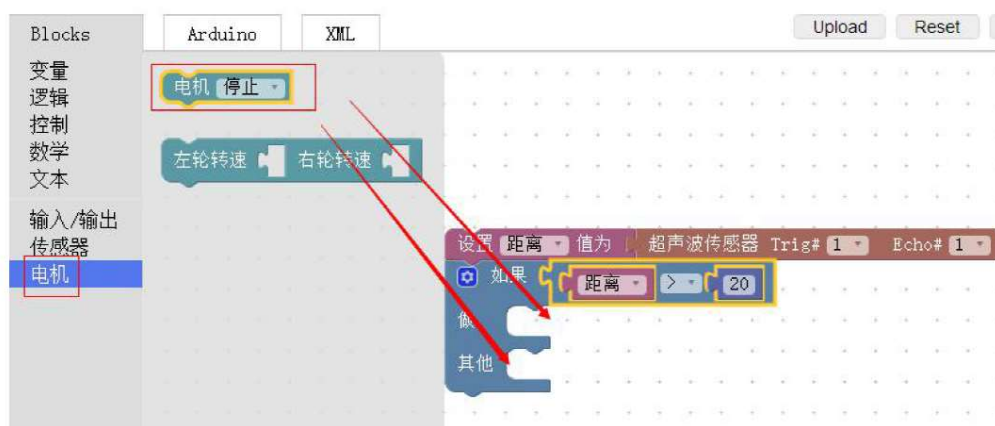 Blocks Arduino XML Upload Reset
变量
逻辑
控制
数学
文本
输入/输出
传感器
电机
电机 停止
左轮转速 右轮转速
设置 距离 值为 超声波传感器 Trig# 1 Echo# 1
如果 距离 > 20
做
其他